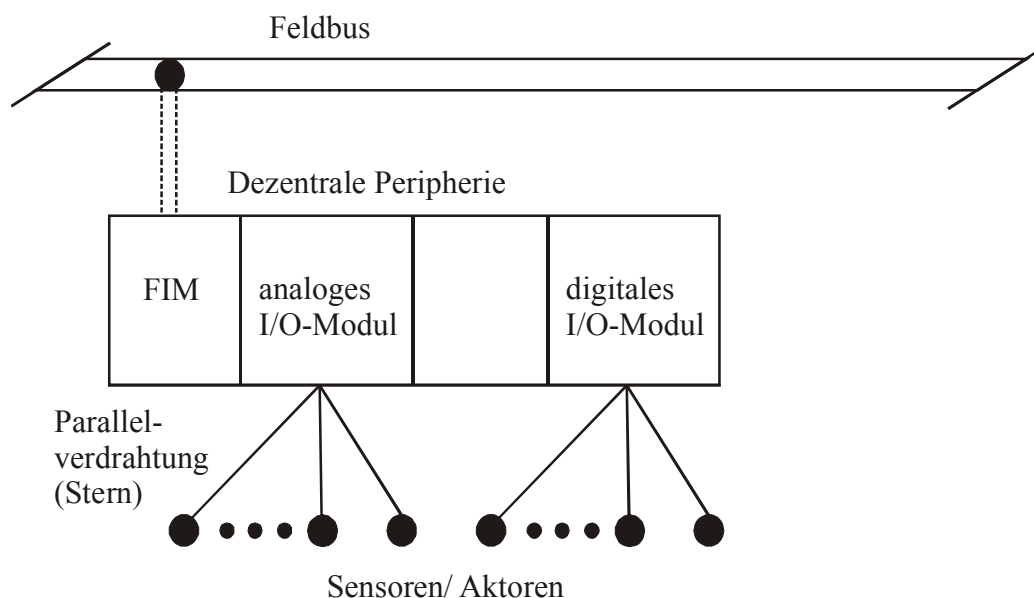 Feldbus
Dezentrale Peripherie
FIM
analoges
I/O-Modul
digitales
I/O-Modul
Parallel-
verdrahtung
(Stern)
Sensoren/ Aktoren